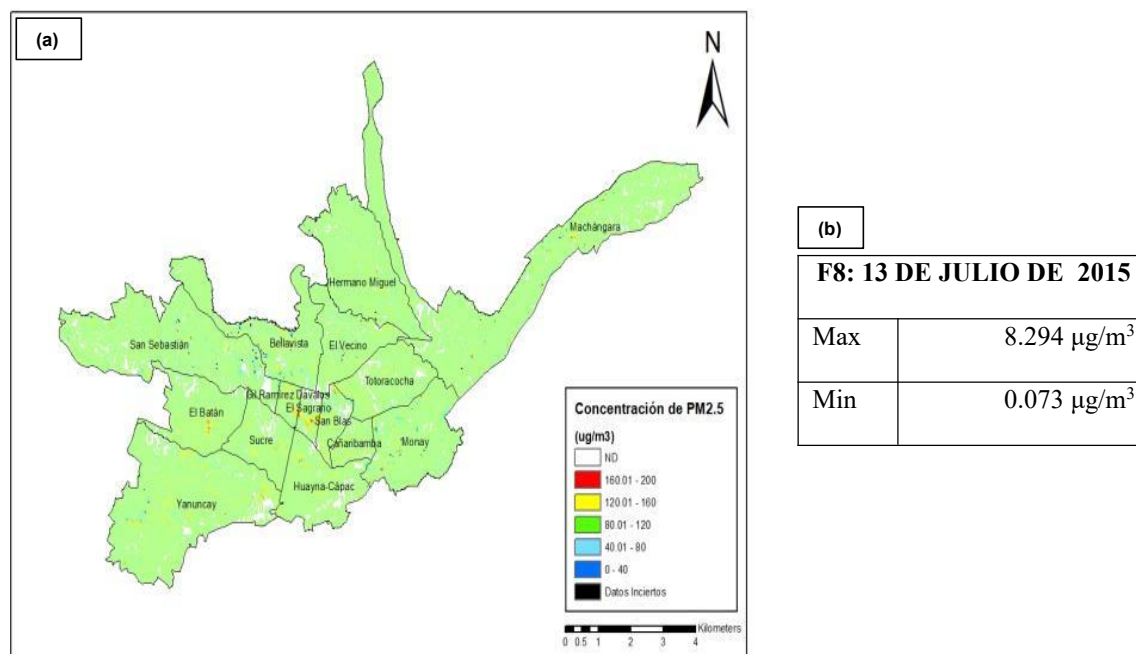 (a)
N
Machángara
Hermano Miguel
San Sebastián
Bellavista
El Vecino
Totoracocha
Gil Ramírez Dávalos
El Batán
El Sagrario
San Blas
Sucre
Cañaribamba
Monay
Huayna-Cápac
Yanuncay
Concentración de PM2.5
(ug/m3)
ND
160.01 - 200
120.01 - 160
80.01 - 120
40.01 - 80
0 - 40
Datos Inciertos
Kilometers
0 0.5 1 2 3 4
(b)
F8: 13 DE JULIO DE 2015
Max 8.294 µg/m³
Min 0.073 µg/m³